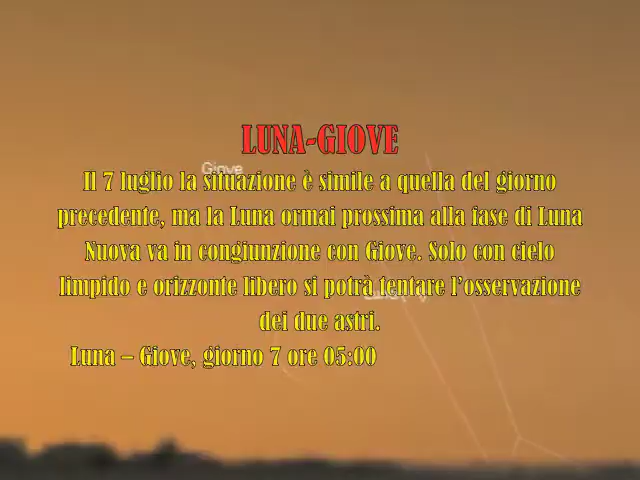 LUNA-GIOVE
Giove
Il 7 luglio la situazione è simile a quella del giorno
precedente, ma la Luna ormai prossima alla fase di Luna
Nuova va in congiunzione con Giove. Solo con cielo
limpido e orizzonte libero si potrà tentare l'osservazione
dei due astri.
Luna – Giove, giorno 7 ore 05:00